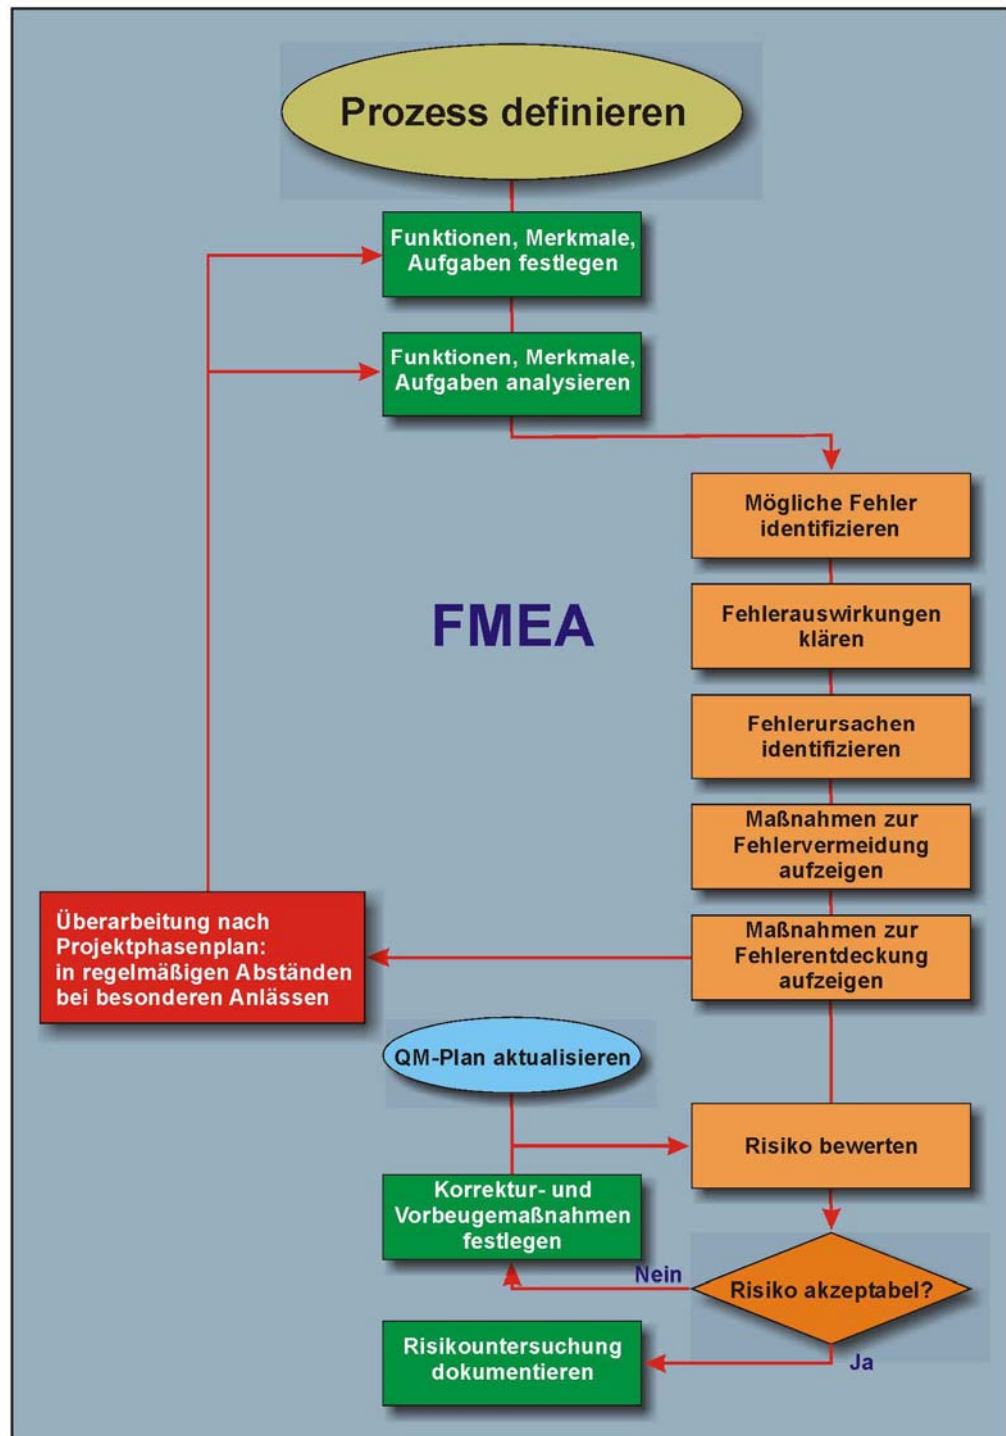 Prozess definieren
Funktionen, Merkmale,
Aufgaben festlegen
Funktionen, Merkmale,
Aufgaben analysieren
Mögliche Fehler
identifizieren
FMEA
Fehlerauswirkungen
klären
Fehlerursachen
identifizieren
Maßnahmen zur
Fehlervermeidung
aufzeigen
Überarbeitung nach
Projektphasenplan:
in regelmäßigen Abständen
bei besonderen Anlässen
Maßnahmen zur
Fehlerentdeckung
aufzeigen
QM-Plan aktualisieren
Risiko bewerten
Korrektur- und
Vorbeugemaßnahmen
festlegen
Nein
Risiko akzeptabel?
Ja
Risikountersuchung
dokumentieren